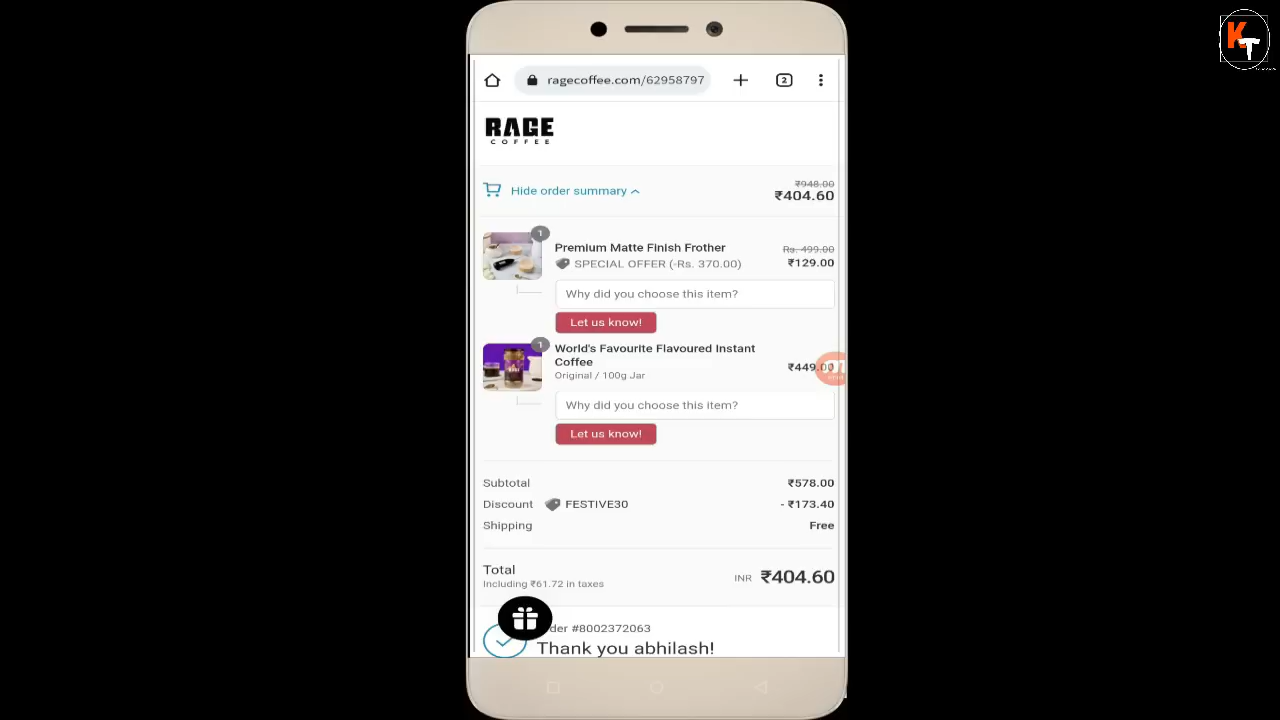 KT
ragecoffee.com/62958797
2
RAGE
COFFEE
Hide order summary
₹948.00
₹404.60
1
Premium Matte Finish Frother
Rs. 499.00
SPECIAL OFFER (-Rs. 370.00)
₹129.00
Why did you choose this item?
Let us know!
1
World's Favourite Flavoured Instant
Coffee
₹449.00
Original / 100g Jar
Why did you choose this item?
Let us know!
Subtotal
₹578.00
Discount
FESTIVE30
- ₹173.40
Shipping
Free
Total
Including ₹61.72 in taxes
INR ₹404.60
der #8002372063
Thank you abhilash!